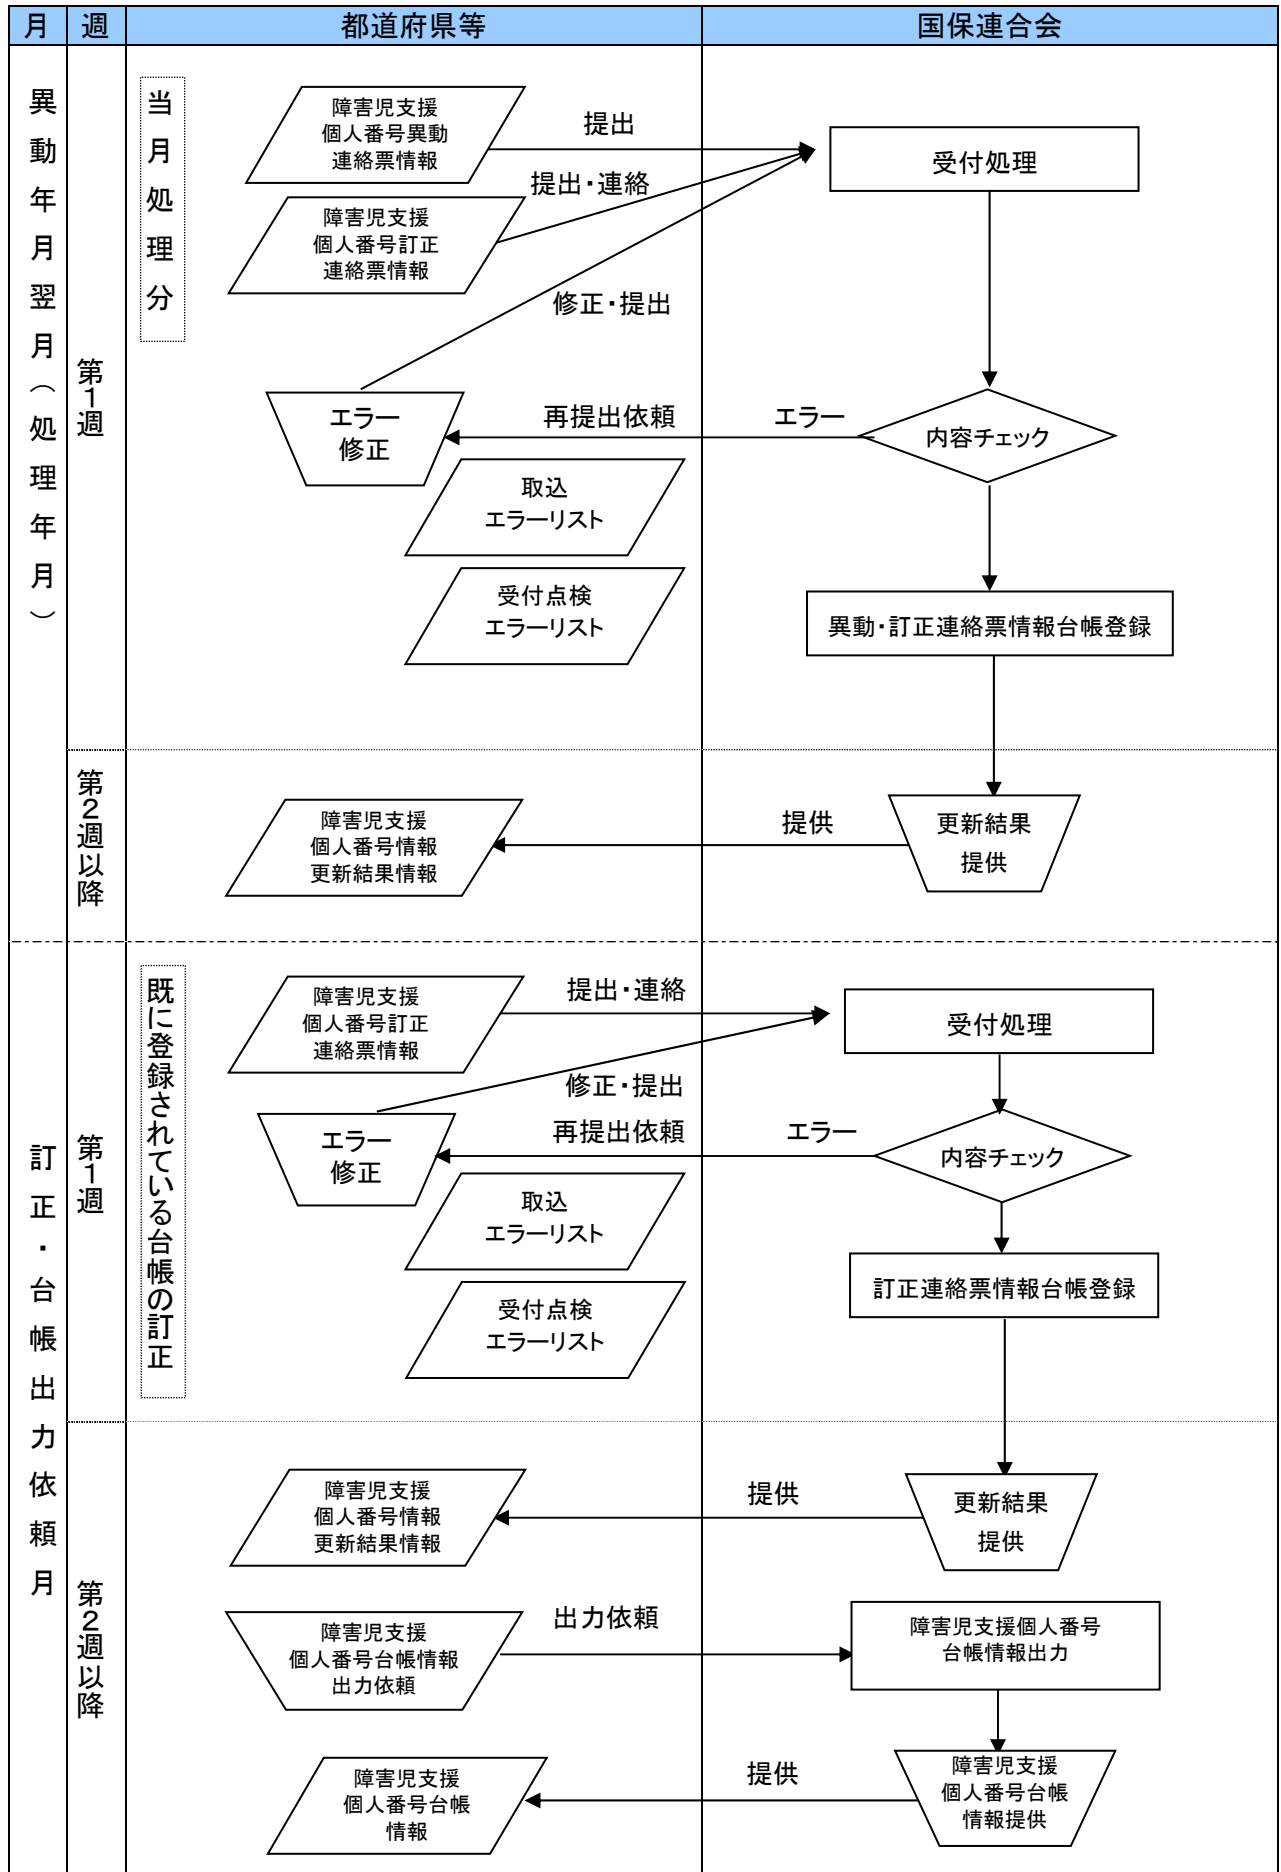 月
週
都道府県等
国保連合会
異動年月翌月（処理年月）
第1週
当月処理分
障害児支援
個人番号異動
連絡票情報
提出
受付処理
提出・連絡
障害児支援
個人番号訂正
連絡票情報
修正・提出
エラー
修正
再提出依頼
エラー
内容チェック
取込
エラーリスト
受付点検
エラーリスト
異動・訂正連絡票情報台帳登録
第2週以降
障害児支援
個人番号情報
更新結果情報
提供
更新結果
提供
訂正・台帳出力依頼月
第1週
既に登録されている台帳の訂正
障害児支援
個人番号訂正
連絡票情報
提出・連絡
受付処理
修正・提出
エラー
修正
再提出依頼
エラー
内容チェック
取込
エラーリスト
受付点検
エラーリスト
訂正連絡票情報台帳登録
第2週以降
障害児支援
個人番号情報
更新結果情報
提供
更新結果
提供
障害児支援
個人番号台帳情報
出力依頼
出力依頼
障害児支援個人番号
台帳情報出力
障害児支援
個人番号台帳
情報
提供
障害児支援
個人番号台帳
情報提供